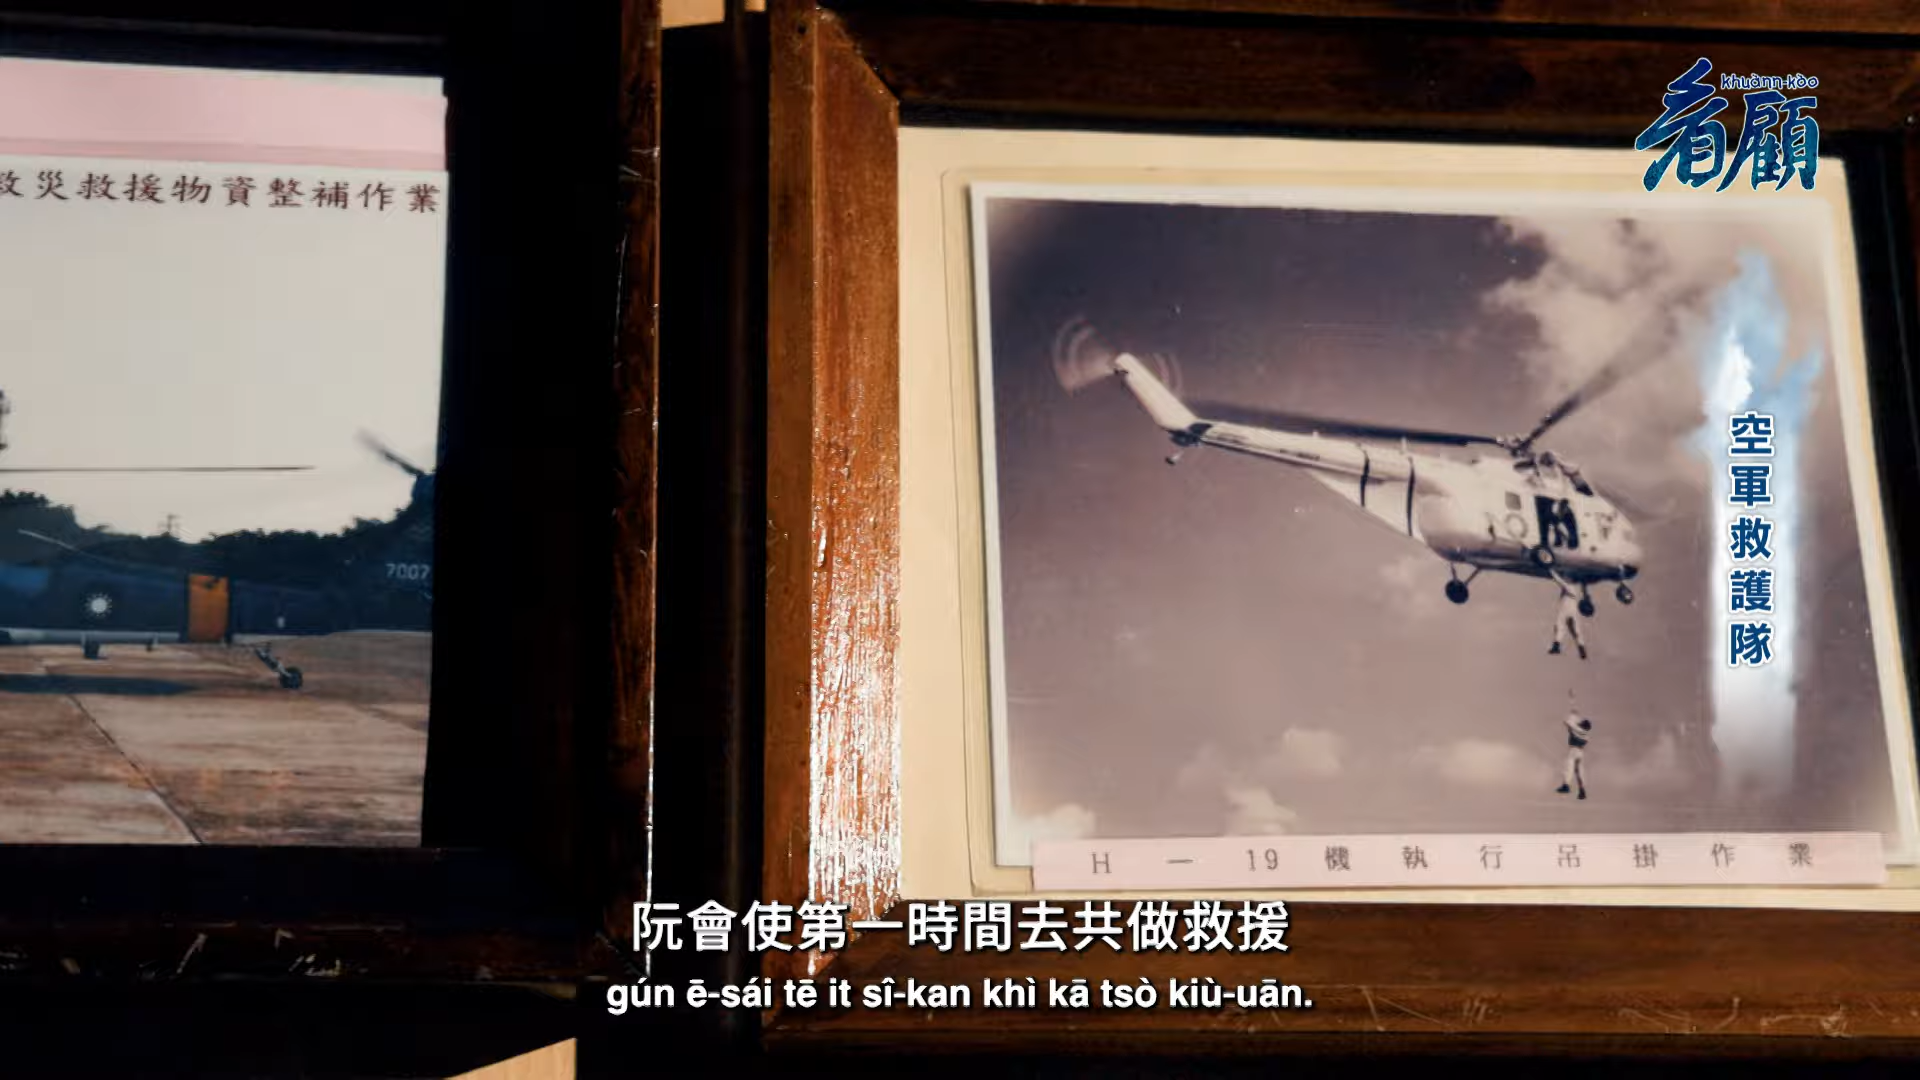 khuànn-kòo
看顧
救災救援物資整補作業
7007
空軍救護隊
H－19機執行吊掛作業
阮會使第一時間去共做救援
gún ē-sái tē it sî-kan khì kā tsò kiù-uān.